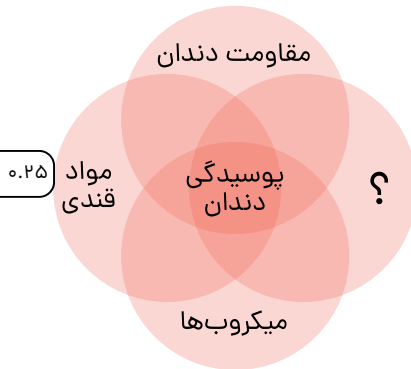 مقاومت دندان
؟
پوسیدگی
دندان
مواد
قندی
۰.۲۵
میکروب‌ها